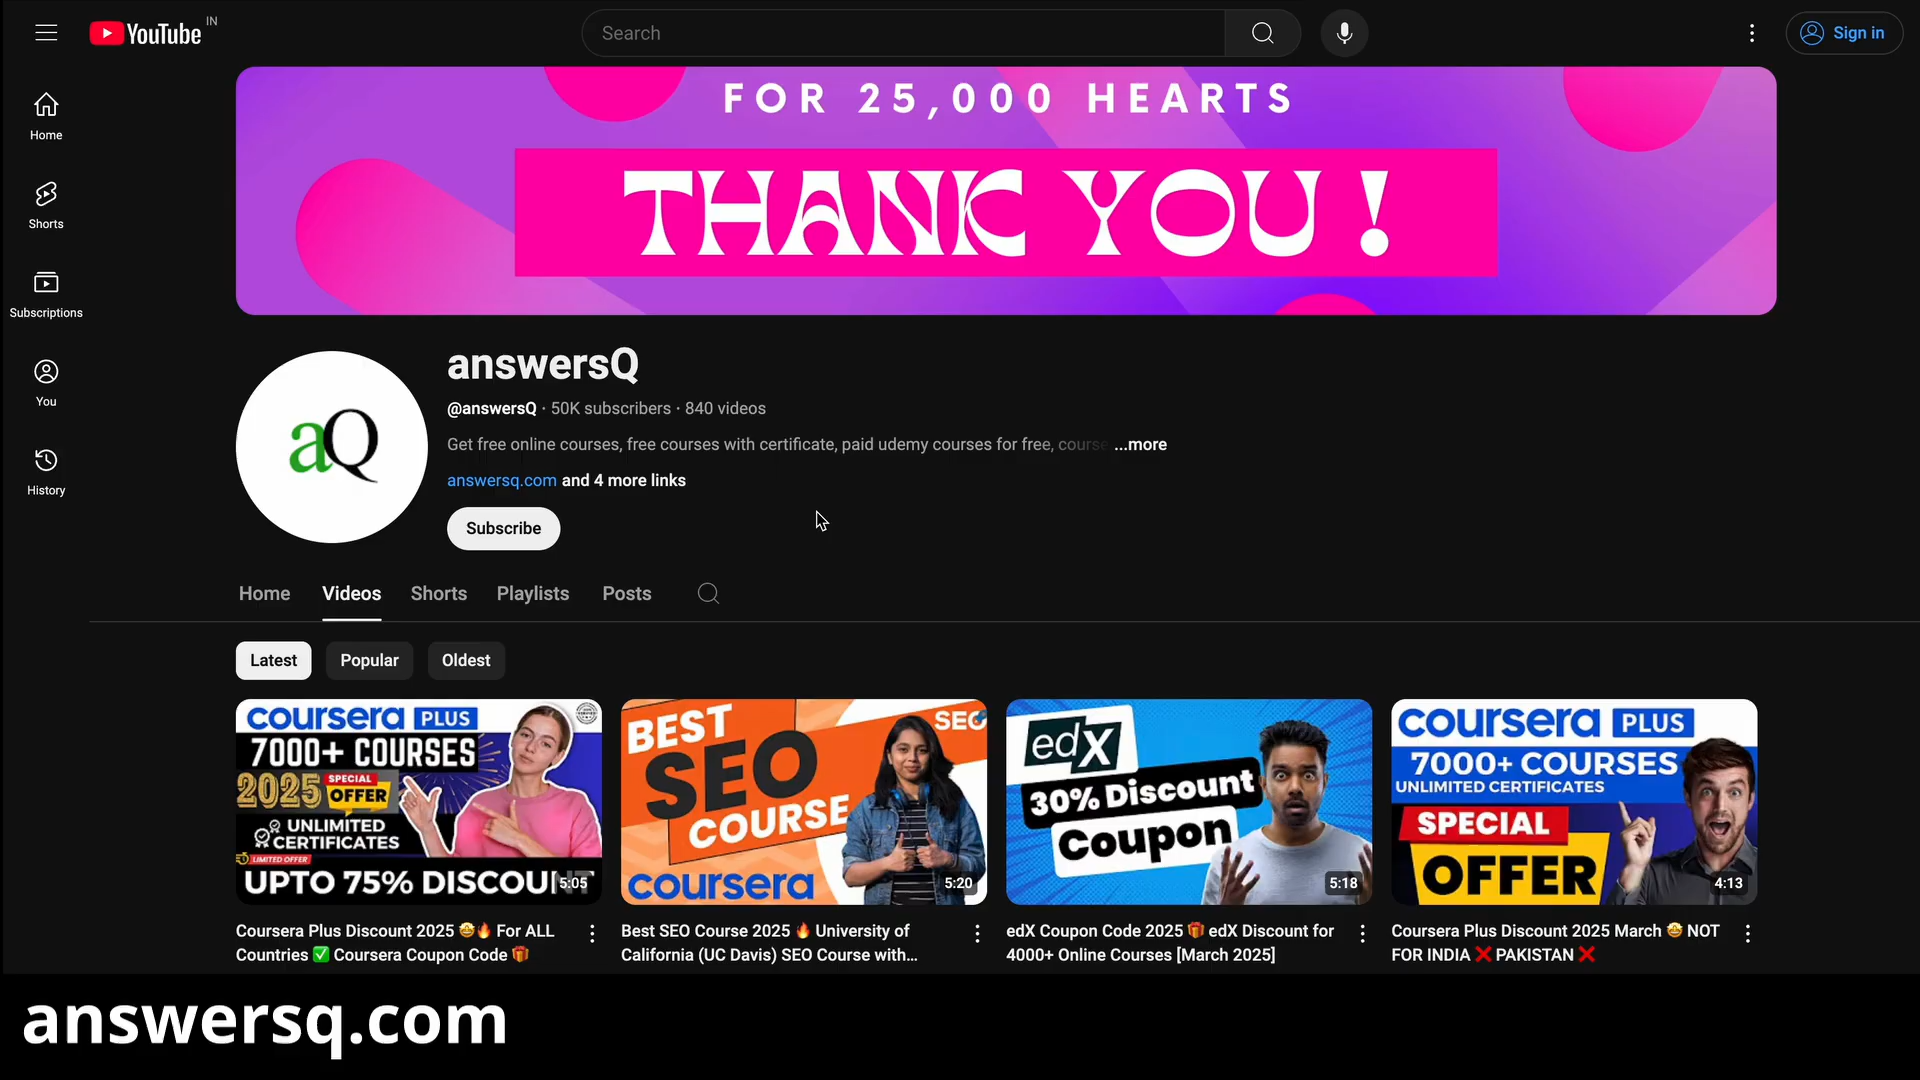 YouTube IN
Search
Sign in
Home
Shorts
Subscriptions
You
History
FOR 25,000 HEARTS
THANK YOU !
aQ
answersQ
@answersQ · 50K subscribers · 840 videos
Get free online courses, free courses with certificate, paid udemy courses for free, course ...more
answersq.com and 4 more links
Subscribe
Home Videos Shorts Playlists Posts
Latest Popular Oldest
coursera PLUS
7000+ COURSES
2025 SPECIAL OFFER
UNLIMITED
CERTIFICATES
LIMITED OFFER
UPTO 75% DISCOUNT
5:05
BEST
SEO
SEO
COURSE
coursera
5:20
edX
30% Discount
Coupon
5:18
coursera PLUS
7000+ COURSES
UNLIMITED CERTIFICATES
SPECIAL
OFFER
4:13
Coursera Plus Discount 2025 🤩🔥 For ALL
Countries ✅ Coursera Coupon Code 🎁
Best SEO Course 2025 🔥 University of
California (UC Davis) SEO Course with...
edX Coupon Code 2025 🎁 edX Discount for
4000+ Online Courses [March 2025]
Coursera Plus Discount 2025 March 🤩 NOT
FOR INDIA ❌ PAKISTAN ❌
answersq.com